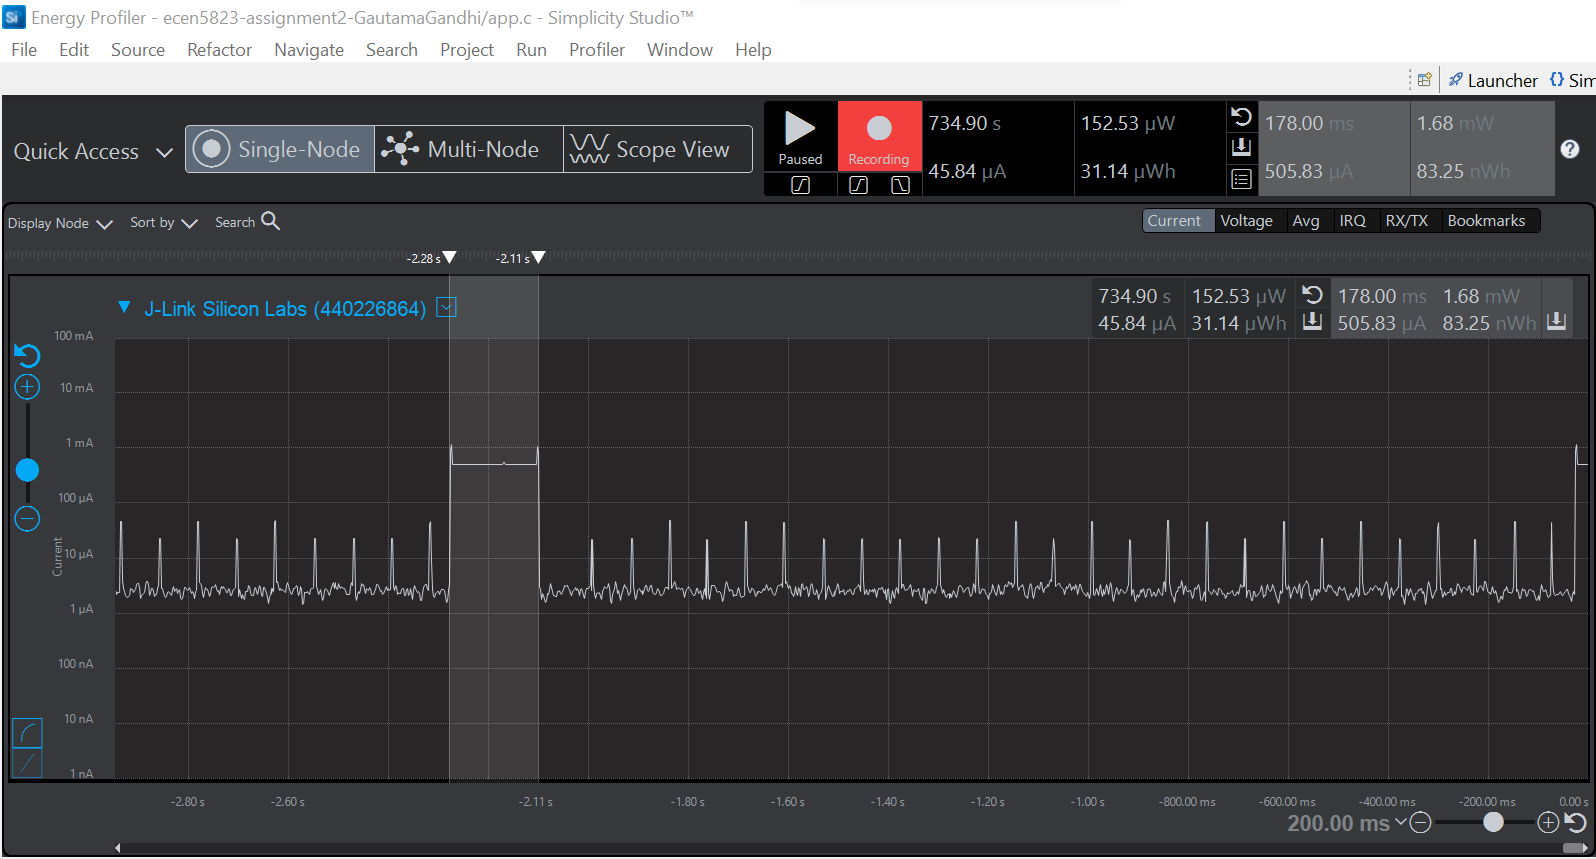 Si Energy Profiler - ecen5823-assignment2-GautamaGandhi/app.c - Simplicity Studio™
File Edit Source Refactor Navigate Search Project Run Profiler Window Help
Launcher {} Sim
Quick Access Single-Node Multi-Node Scope View
Paused Recording
734.90 s 152.53 µW 178.00 ms 1.68 mW
45.84 µA 31.14 µWh 505.83 µA 83.25 nWh
?
Display Node Sort by Search
Current Voltage Avg IRQ RX/TX Bookmarks
-2.28 s -2.11 s
J-Link Silicon Labs (440226864)
734.90 s 152.53 µW 178.00 ms 1.68 mW
45.84 µA 31.14 µWh 505.83 µA 83.25 nWh
100 mA
10 mA
1 mA
100 µA
10 µA
1 µA
100 nA
10 nA
1 nA
Current
-2.80 s -2.60 s -2.11 s -1.80 s -1.60 s -1.40 s -1.20 s -1.00 s -800.00 ms -600.00 ms -400.00 ms -200.00 ms 0.00 s
200.00 ms